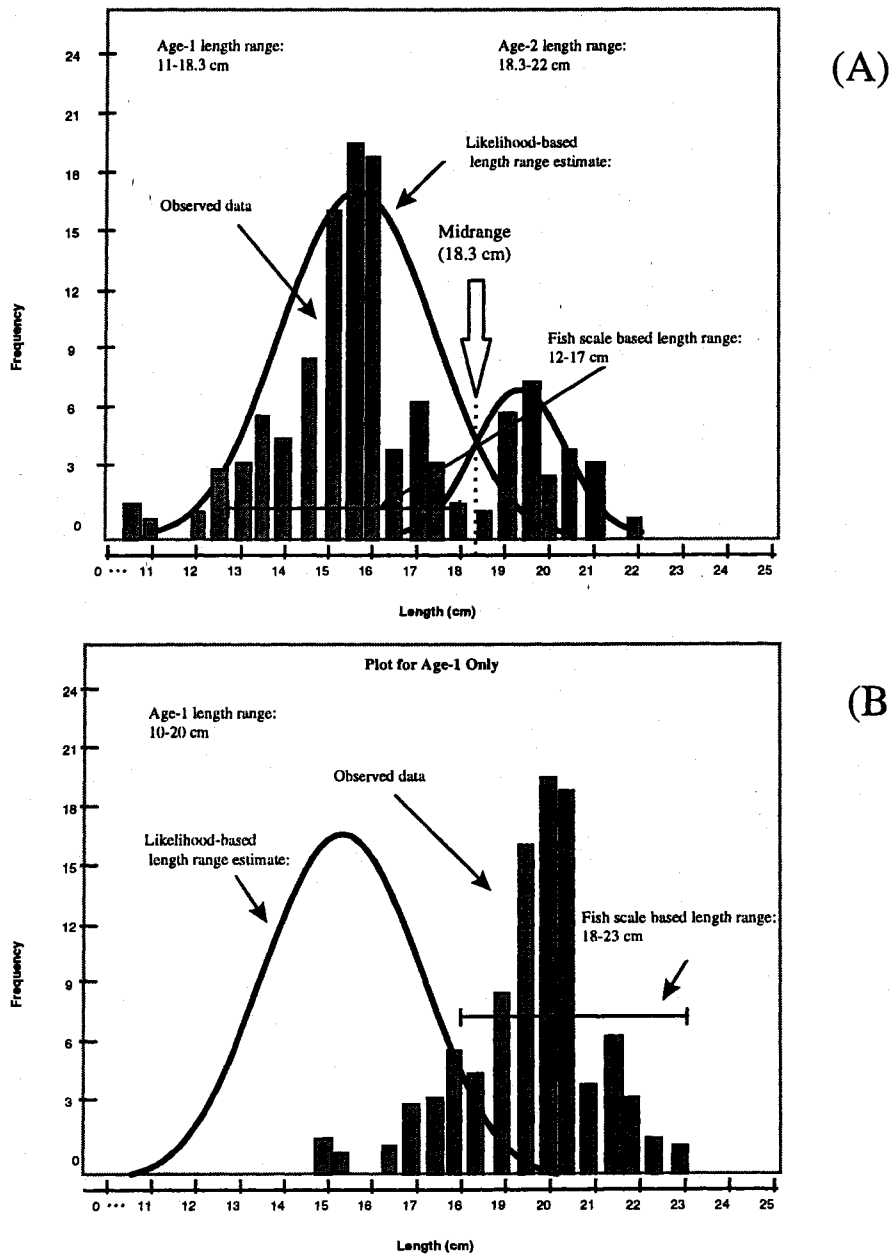 (A)
Age-1 length range:
11-18.3 cm
Age-2 length range:
18.3-22 cm
Likelihood-based
length range estimate:
Observed data
Midrange
(18.3 cm)
Fish scale based length range:
12-17 cm
Frequency
24
21
18
15
12
9
6
3
0
0 ••• 11 12 13 14 15 16 17 18 19 20 21 22 23 24 25
Length (cm)
(B
Plot for Age-1 Only
Age-1 length range:
10-20 cm
Observed data
Likelihood-based
length range estimate:
Fish scale based length range:
18-23 cm
Frequency
24
21
18
15
12
9
6
3
0
0 ••• 11 12 13 14 15 16 17 18 19 20 21 22 23 24 25
Length (cm)